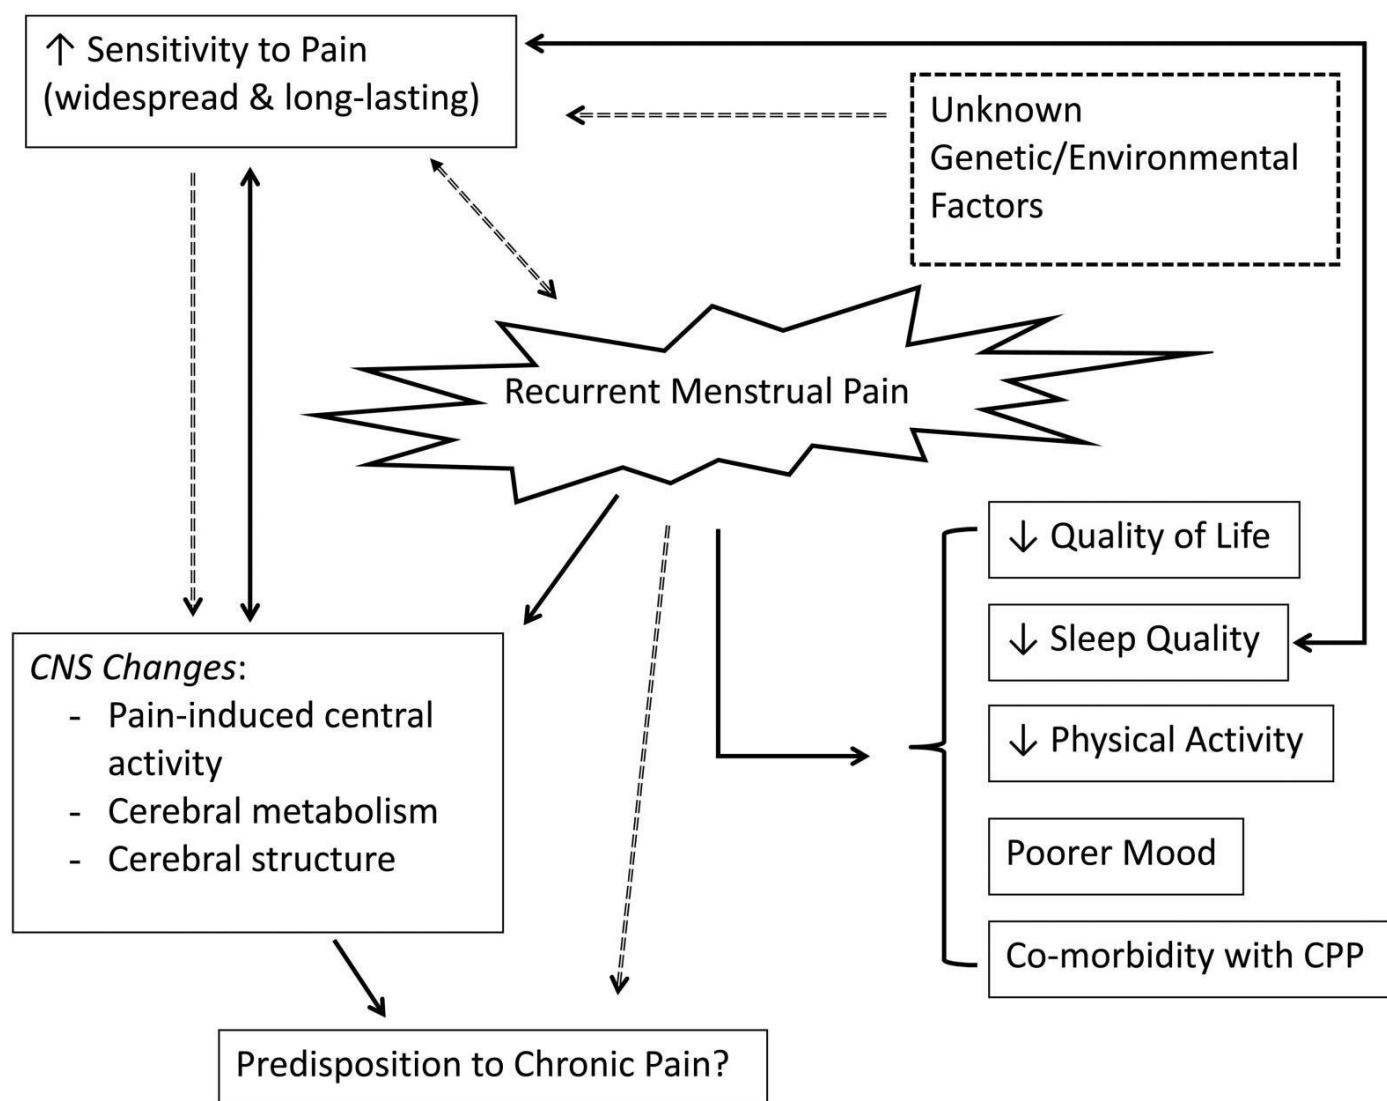 ↑ Sensitivity to Pain
(widespread & long-lasting)
Unknown
Genetic/Environmental
Factors
Recurrent Menstrual Pain
↓ Quality of Life
↓ Sleep Quality
↓ Physical Activity
Poorer Mood
Co-morbidity with CPP
CNS Changes:
- Pain-induced central
activity
- Cerebral metabolism
- Cerebral structure
Predisposition to Chronic Pain?